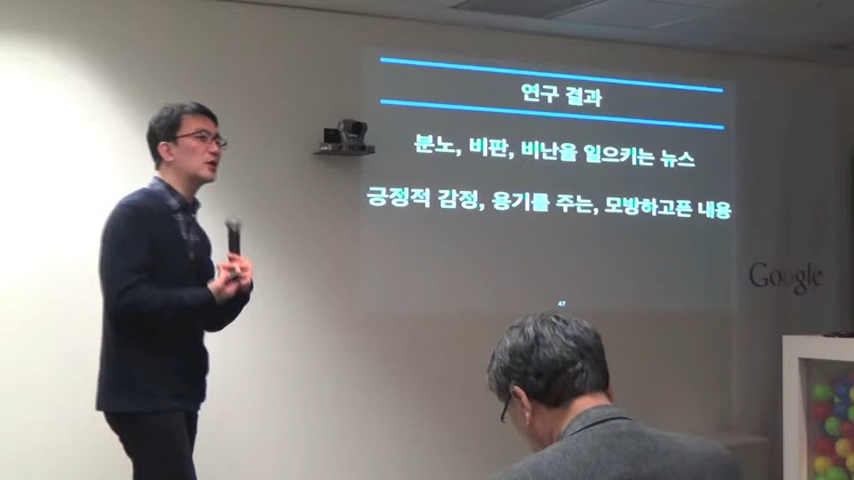 연구 결과
분노, 비판, 비난을 일으키는 뉴스
긍정적 감정, 용기를 주는, 모방하고픈 내용
47
Google